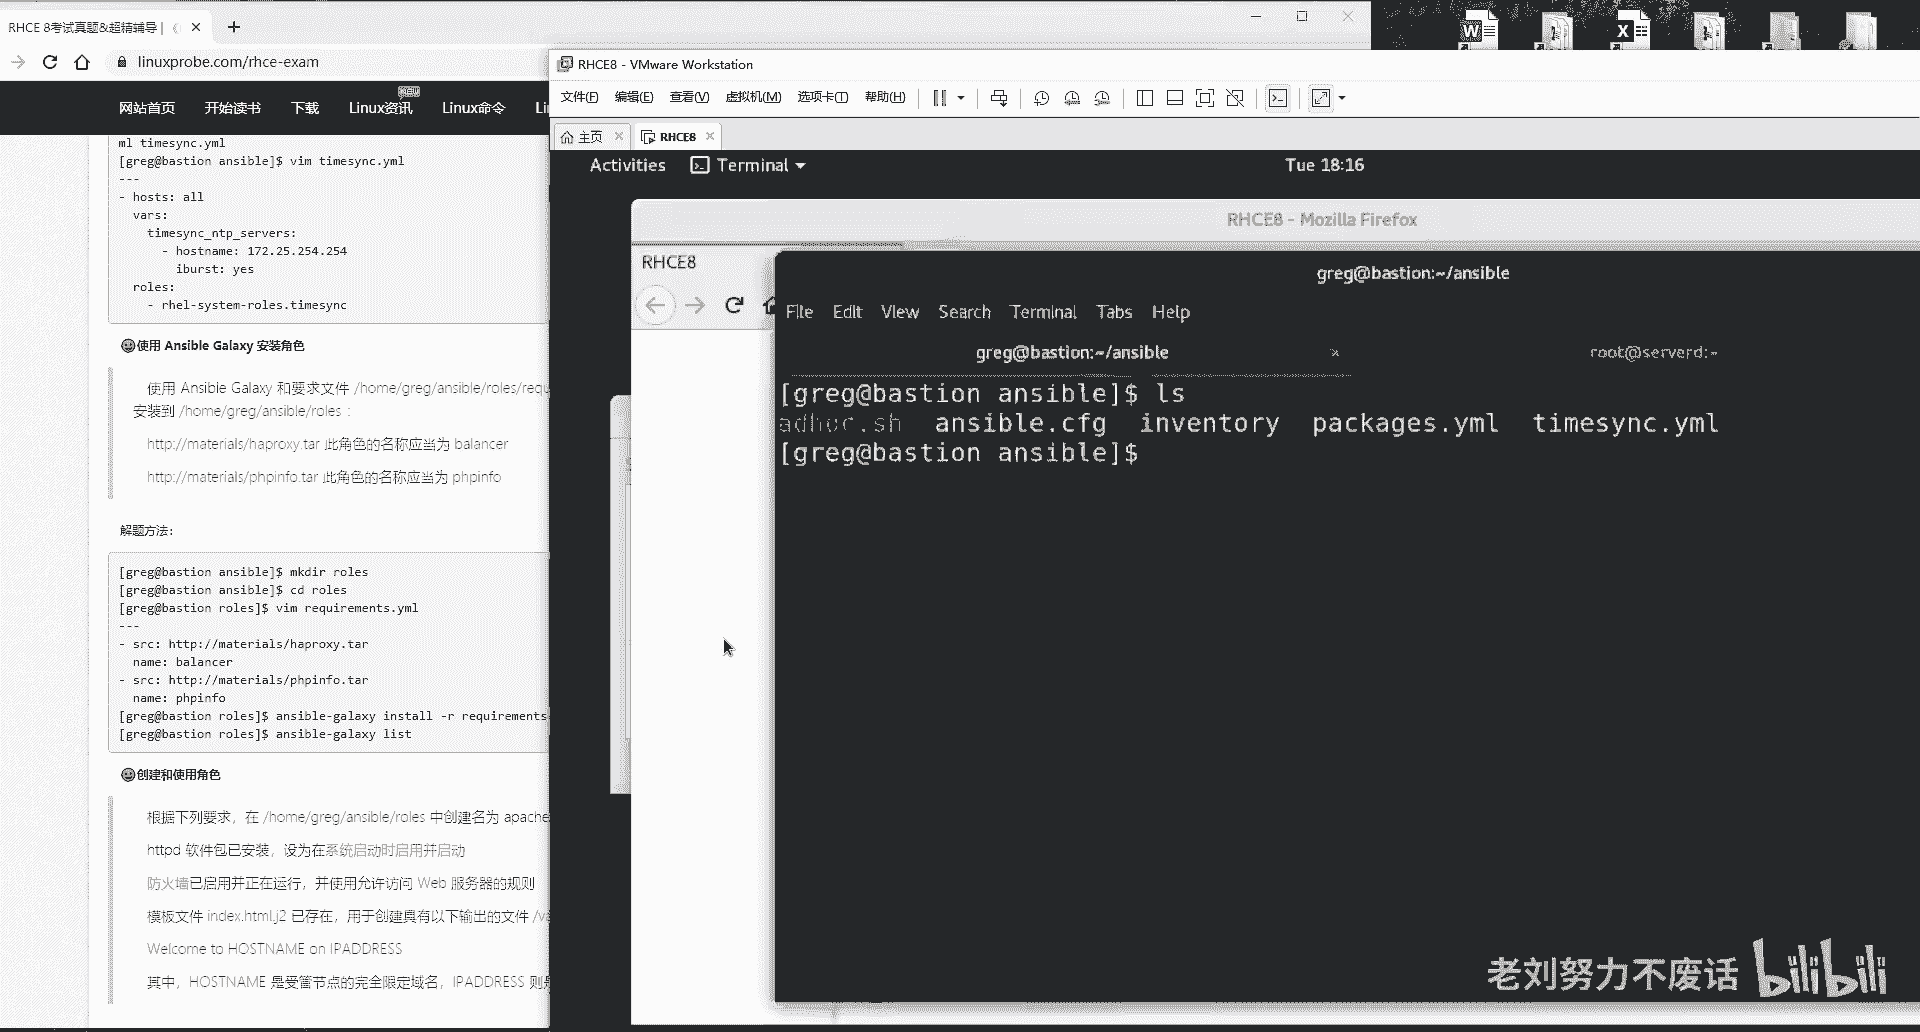 RHCE 8考试真题&超精辅导 |
linuxprobe.com/rhce-exam
网站首页 开始读书 下载 Linux资讯 Linux命令
ml timesync.yml
[greg@bastion ansible]$ vim timesync.yml
---
- hosts: all
vars:
timesync_ntp_servers:
- hostname: 172.25.254.254
iburst: yes
roles:
- rhel-system-roles.timesync
使用 Ansible Galaxy 安装角色
使用 Ansible Galaxy 和要求文件 /home/greg/ansible/roles/requ
安装到 /home/greg/ansible/roles :
http://materials/haproxy.tar 此角色的名称应当为 balancer
http://materials/phpinfo.tar 此角色的名称应当为 phpinfo
解题方法:
[greg@bastion ansible]$ mkdir roles
[greg@bastion ansible]$ cd roles
[greg@bastion roles]$ vim requirements.yml
---
- src: http://materials/haproxy.tar
name: balancer
- src: http://materials/phpinfo.tar
name: phpinfo
[greg@bastion roles]$ ansible-galaxy install -r requirements
[greg@bastion roles]$ ansible-galaxy list
创建和使用角色
根据下列要求，在 /home/greg/ansible/roles 中创建名为 apache
httpd 软件包已安装，设为在系统启动时启用并启动
防火墙已启用并正在运行，并使用允许访问 Web 服务器的规则
模板文件 index.html.j2 已存在，用于创建具有以下输出的文件 /va
Welcome to HOSTNAME on IPADDRESS
其中，HOSTNAME 是受管节点的完全限定域名，IPADDRESS 则是
RHCE8 - VMware Workstation
文件(F) 编辑(E) 查看(V) 虚拟机(M) 选项卡(T) 帮助(H)
主页 RHCE8
Activities Terminal Tue 18:16
RHCE8 - Mozilla Firefox
RHCE8
greg@bastion:~/ansible
File Edit View Search Terminal Tabs Help
greg@bastion:~/ansible root@serverd:~
[greg@bastion ansible]$ ls
adhoc.sh ansible.cfg inventory packages.yml timesync.yml
[greg@bastion ansible]$
老刘努力不废话 bilibili